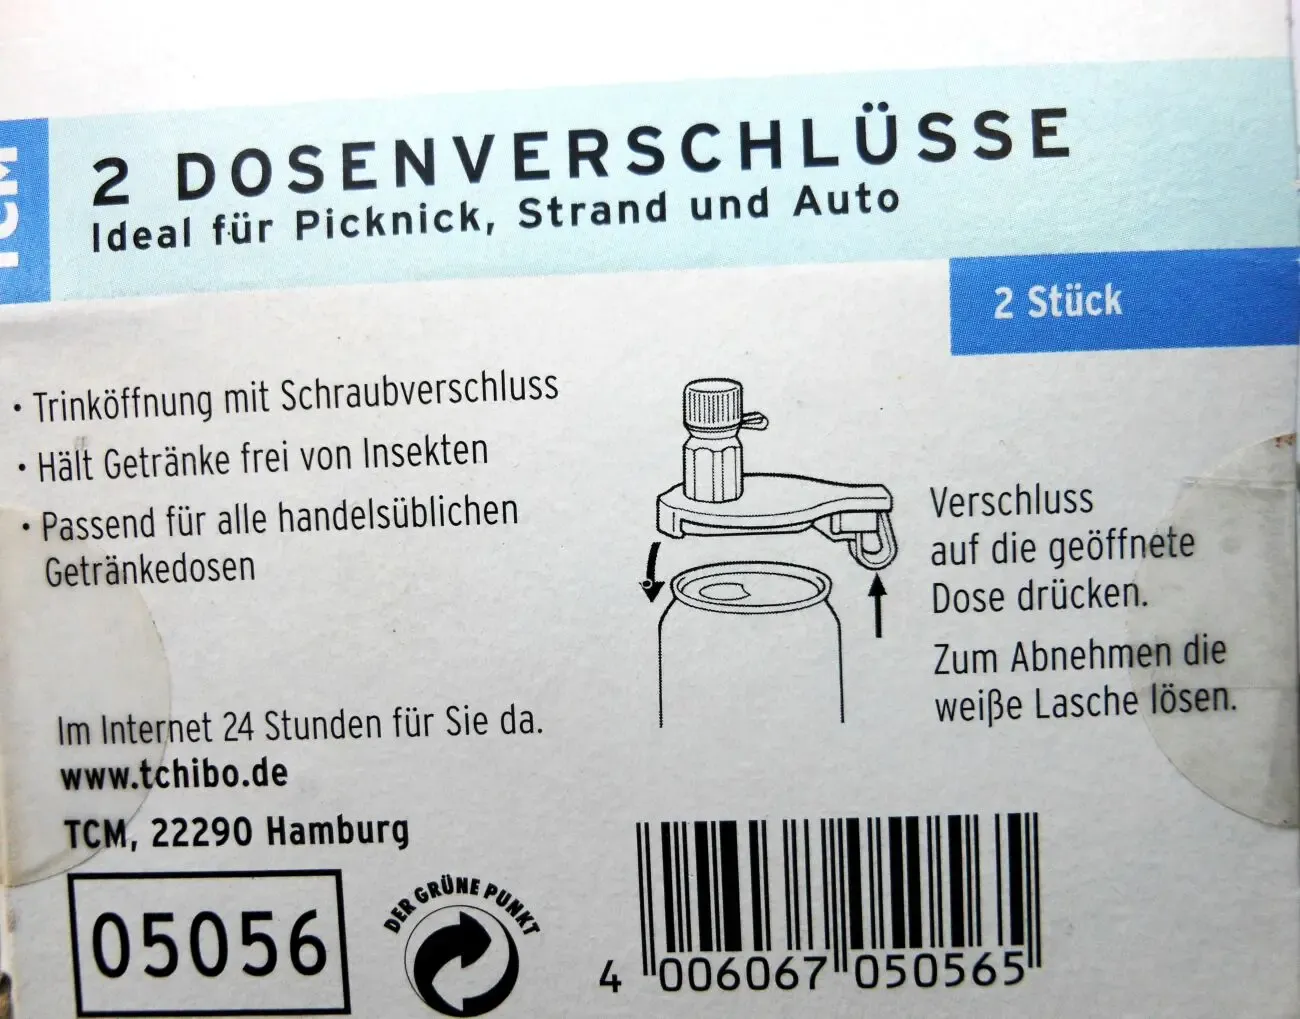 TCM
2 DOSENVERSCHLÜSSE
Ideal für Picknick, Strand und Auto
2 Stück
· Trinköffnung mit Schraubverschluss
· Hält Getränke frei von Insekten
· Passend für alle handelsüblichen
Getränkedosen
Verschluss
auf die geöffnete
Dose drücken.
Zum Abnehmen die
weiße Lasche lösen.
Im Internet 24 Stunden für Sie da.
www.tchibo.de
TCM, 22290 Hamburg
05056
DER GRÜNE PUNKT
4 006067 050565